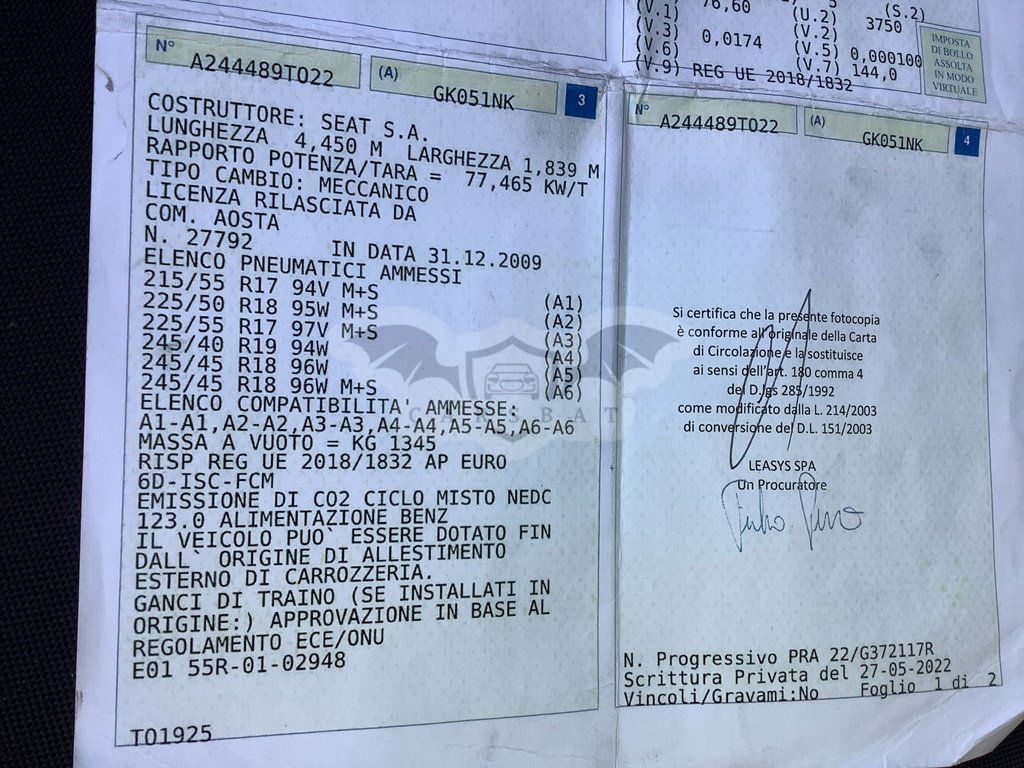 (V.1) 76,60 (S.2)
(V.3) (U.2) 3750
(V.6) 0,0174 (V.2)
(V.5) 0,000100
(V.7) 144,0
(V.9) REG UE 2018/1832
IMPOSTA
DI BOLLO
ASSOLTA
IN MODO
VIRTUALE
N° A244489TO22 (A) GK051NK 3
COSTRUTTORE: SEAT S.A.
LUNGHEZZA 4,450 M LARGHEZZA 1,839 M
RAPPORTO POTENZA/TARA = 77,465 KW/T
TIPO CAMBIO: MECCANICO
LICENZA RILASCIATA DA
COM. AOSTA
N. 27792 IN DATA 31.12.2009
ELENCO PNEUMATICI AMMESSI
215/55 R17 94V M+S (A1)
225/50 R18 95W M+S (A2)
225/55 R17 97V M+S (A3)
245/40 R19 94W (A4)
245/45 R18 96W (A5)
245/45 R18 96W M+S (A6)
ELENCO COMPATIBILITA' AMMESSE:
A1-A1,A2-A2,A3-A3,A4-A4,A5-A5,A6-A6
MASSA A VUOTO = KG 1345
RISP REG UE 2018/1832 AP EURO
6D-ISC-FCM
EMISSIONE DI CO2 CICLO MISTO NEDC
123.0 ALIMENTAZIONE BENZ
IL VEICOLO PUO` ESSERE DOTATO FIN
DALL` ORIGINE DI ALLESTIMENTO
ESTERNO DI CARROZZERIA.
GANCI DI TRAINO (SE INSTALLATI IN
ORIGINE:) APPROVAZIONE IN BASE AL
REGOLAMENTO ECE/ONU
E01 55R-01-02948
TO1925
CARSBAT
N° A244489TO22 (A) GK051NK 4
Si certifica che la presente fotocopia
è conforme all'originale della Carta
di Circolazione e la sostituisce
ai sensi dell'art. 180 comma 4
del D.lgs 285/1992
come modificato dalla L. 214/2003
di conversione del D.L. 151/2003
LEASYS SPA
Un Procuratore
N. Progressivo PRA 22/G372117R
Scrittura Privata del 27-05-2022
Vincoli/Gravami:No Foglio 1 di 2